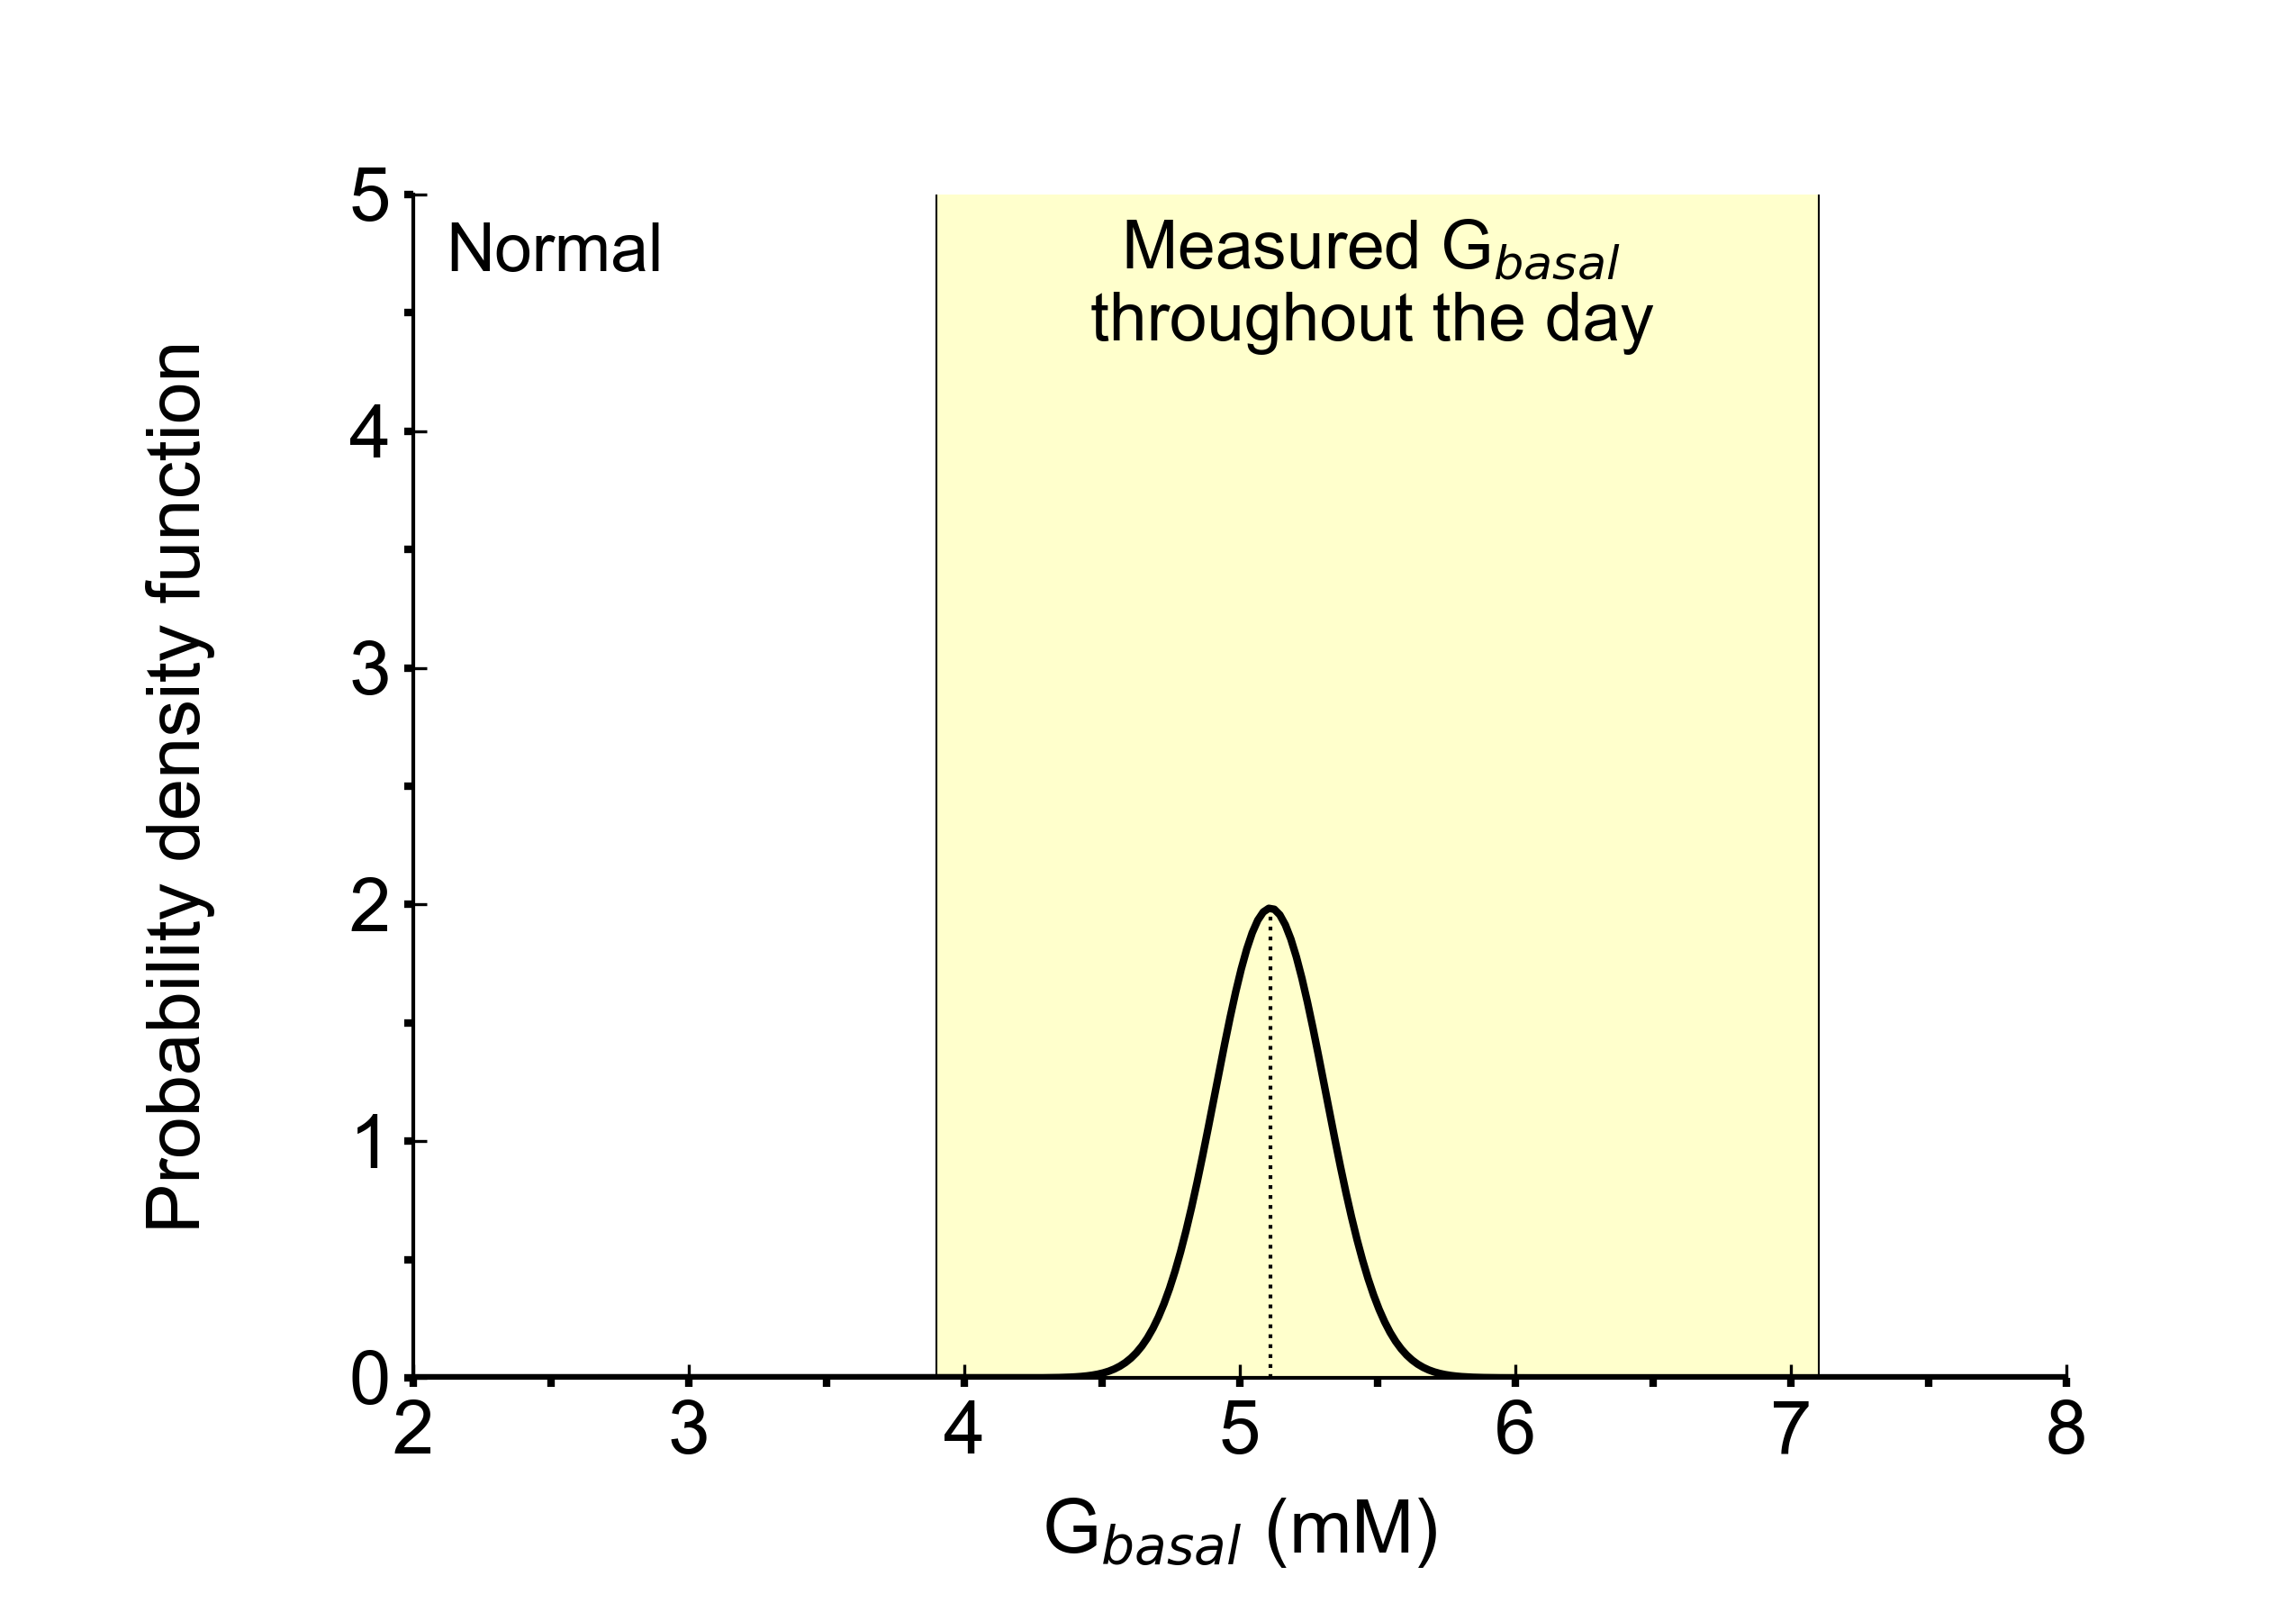 5
Normal
Measured Gbasal
throughout the day
4
3
2
1
0
Probability density function
2 3 4 5 6 7 8
Gbasal (mM)